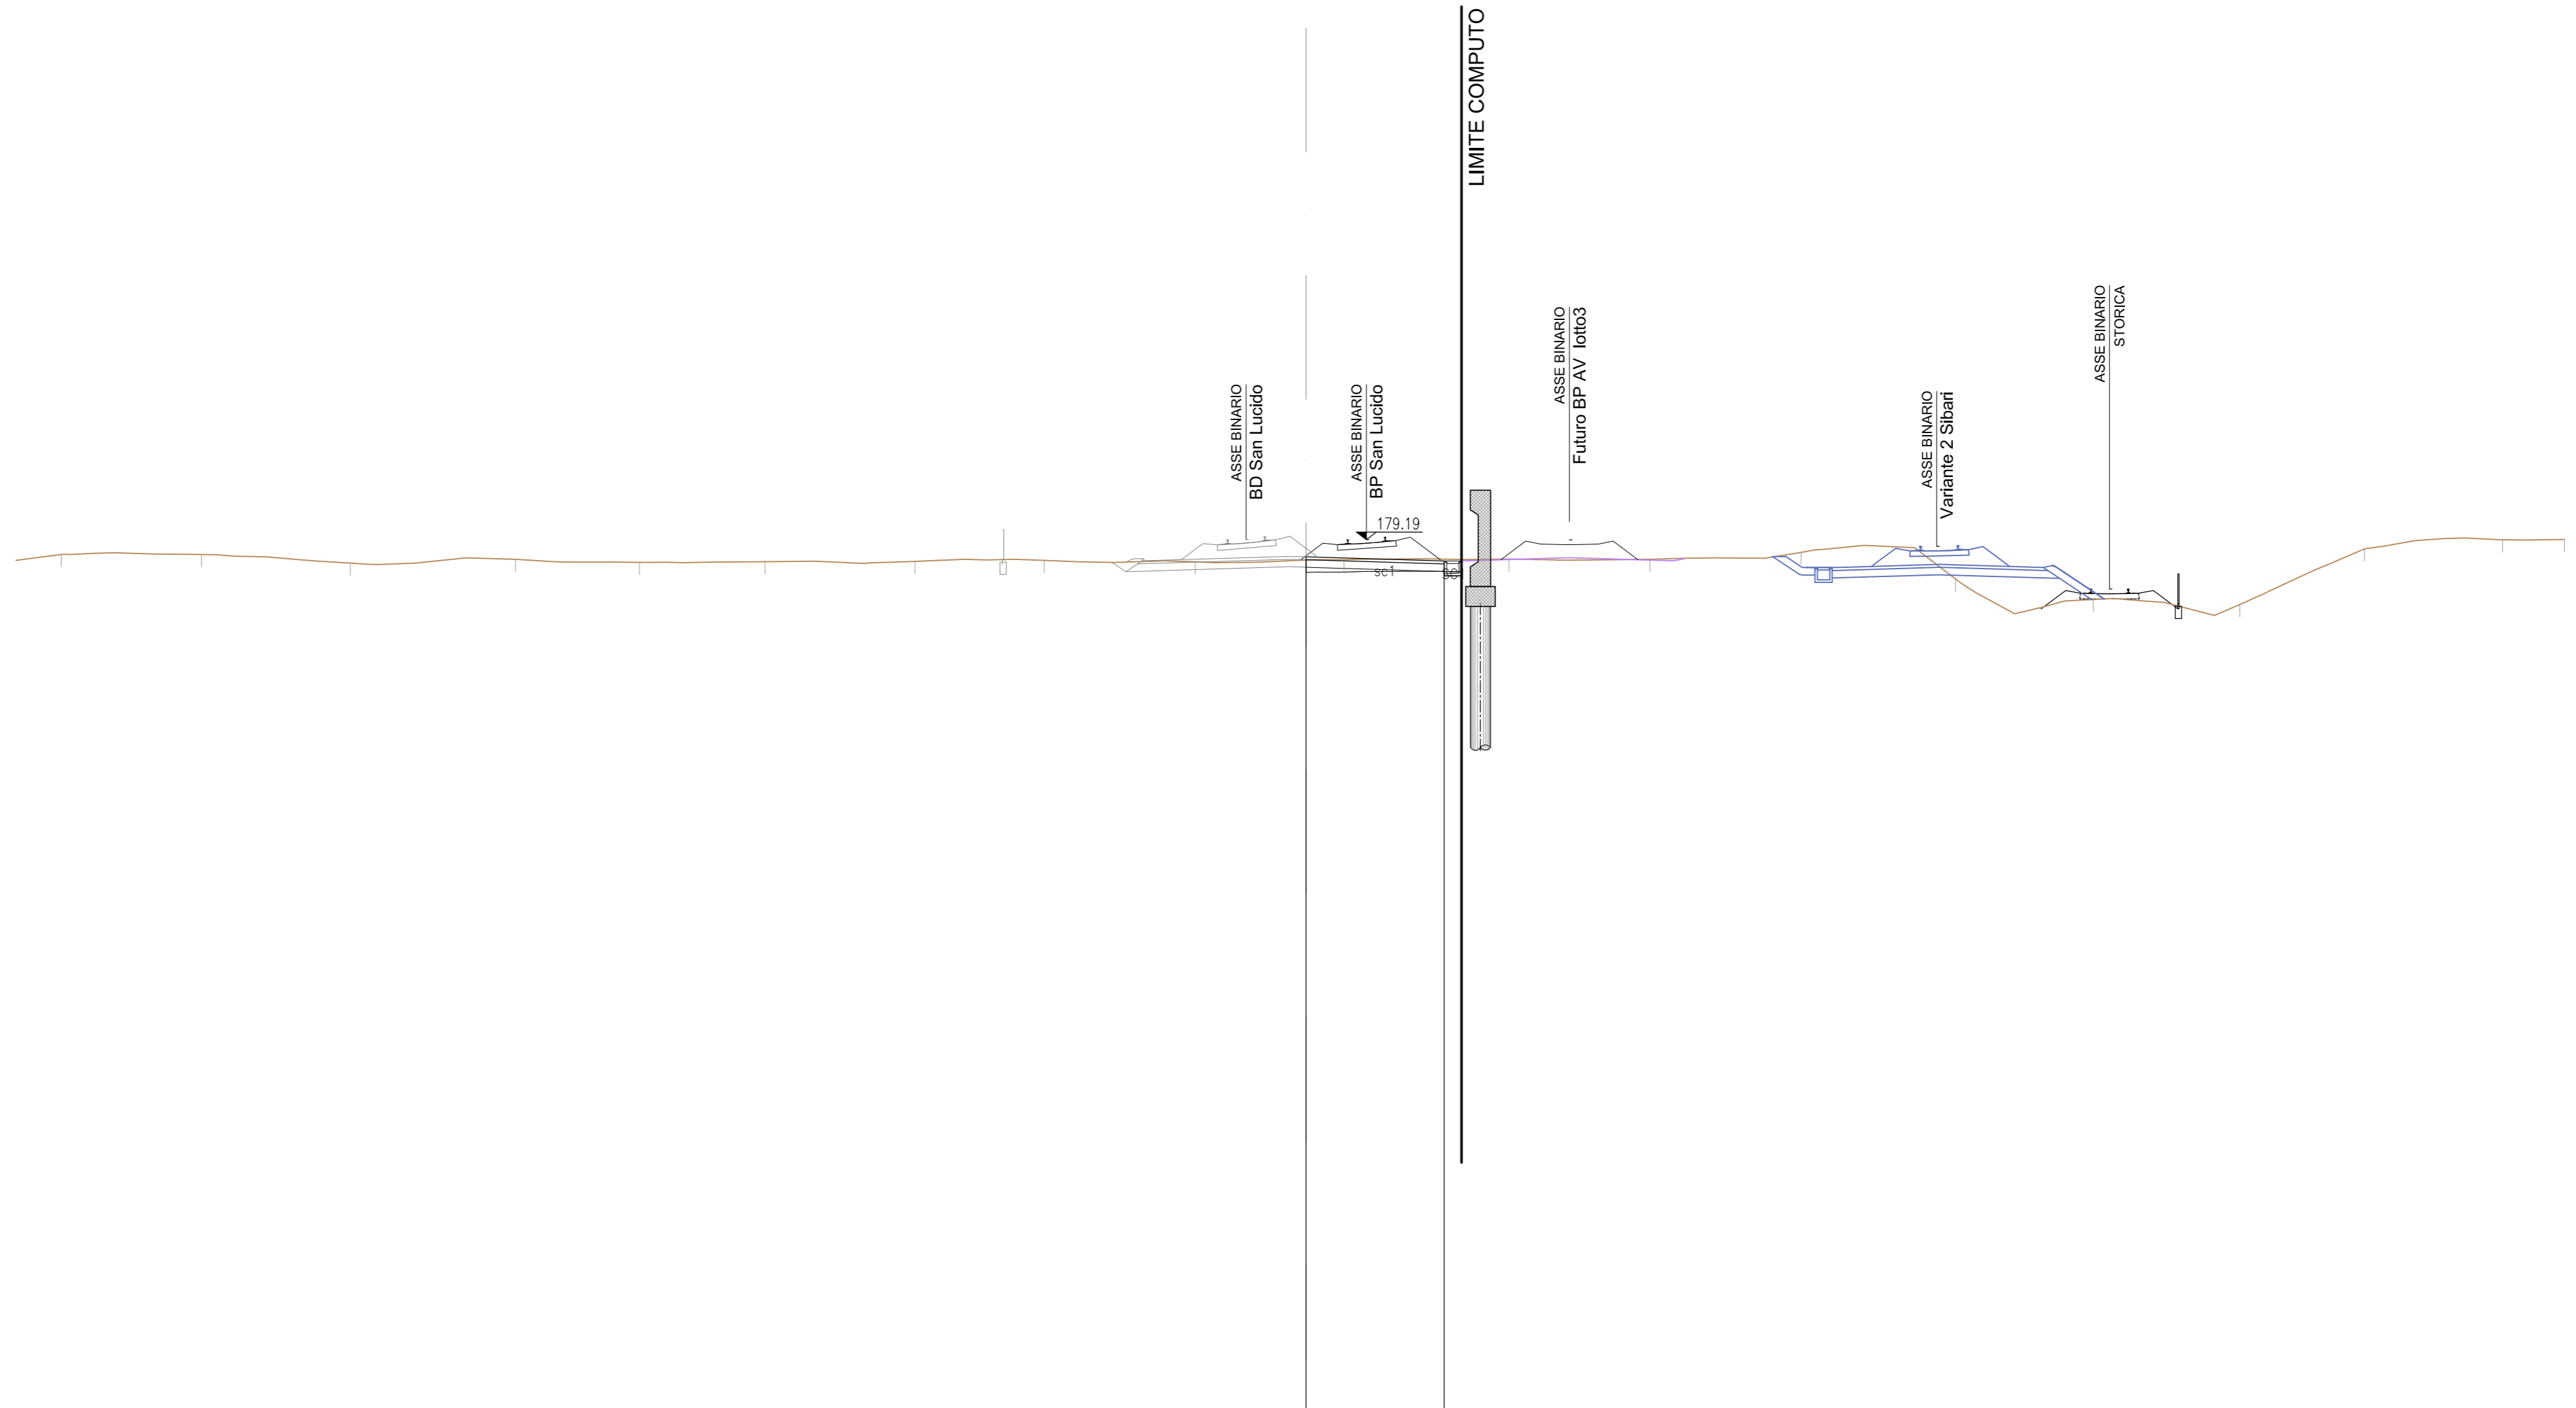 LIMITE COMPUTO
ASSE BINARIO
BD San Lucido
ASSE BINARIO
BP San Lucido
179.19
ASSE BINARIO
Futuro BP AV lotto3
ASSE BINARIO
Variante 2 Sibari
ASSE BINARIO
STORICA
sc1